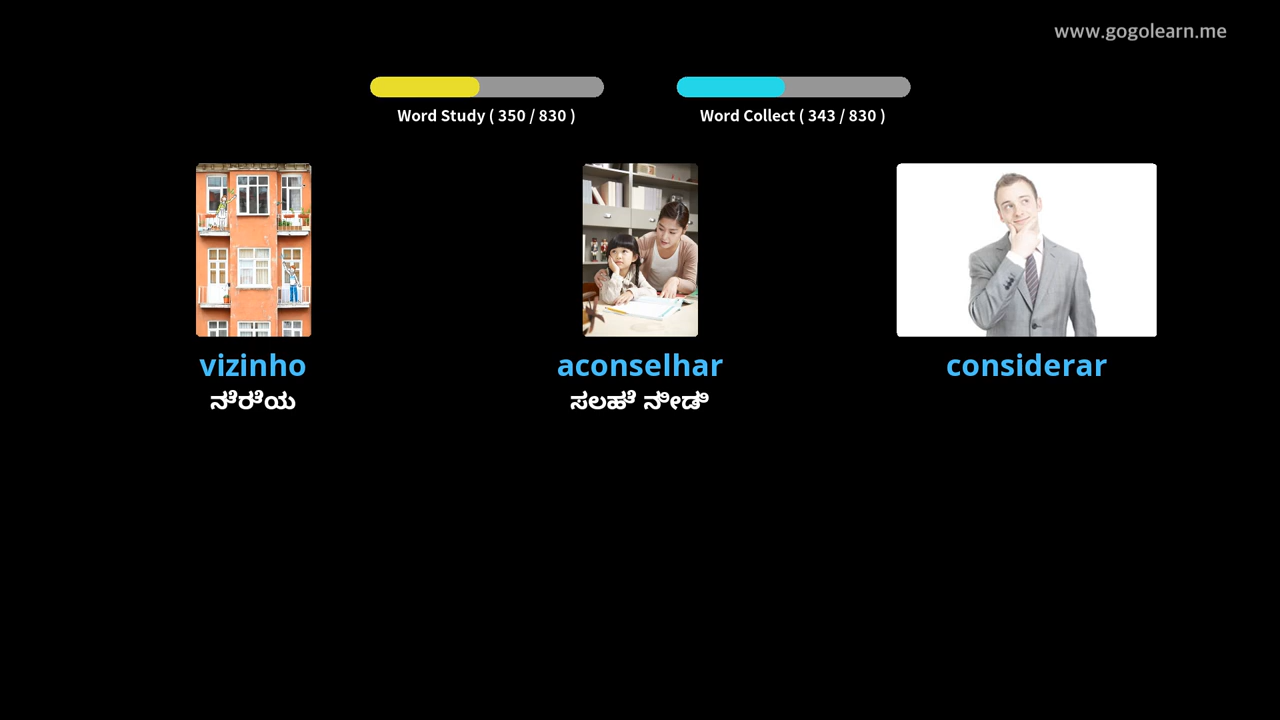 www.gogolearn.me
Word Study ( 350 / 830 )
Word Collect ( 343 / 830 )
vizinho
ನೆರೆಯ
aconselhar
ಸಲಹೆ ನೀಡಿ
considerar